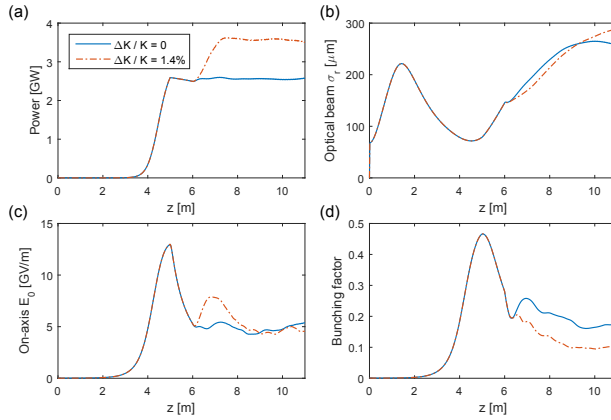 (a)
4
3
2
1
0
Power [GW]
ΔK / K = 0
ΔK / K = 1.4%
0 2 4 6 8 10
z [m]
(b)
300
200
100
0
Optical beam σr [μm]
0 2 4 6 8 10
z [m]
(c)
15
10
5
0
On-axis E0 [GV/m]
0 2 4 6 8 10
z [m]
(d)
0.5
0.4
0.3
0.2
0.1
0
Bunching factor
0 2 4 6 8 10
z [m]